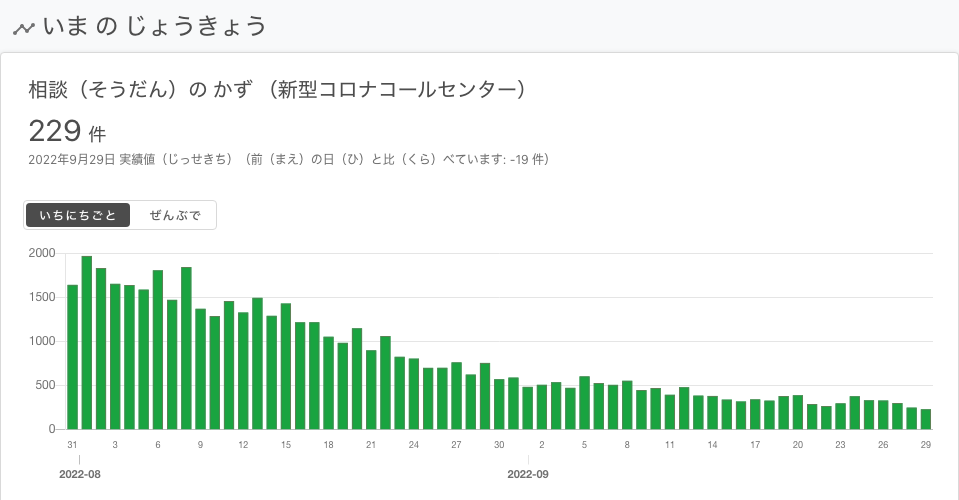 いま の じょうきょう
相談（そうだん）の かず （新型コロナコールセンター）
229 件
2022年9月29日 実績値（じっせきち）（前（まえ）の日（ひ）と比（くら）べています: -19 件）
いちにちごと ぜんぶで
2000
1500
1000
500
0
31 3 6 9 12 15 18 21 24 27 30 2 5 8 11 14 17 20 23 26 29
2022-08 2022-09